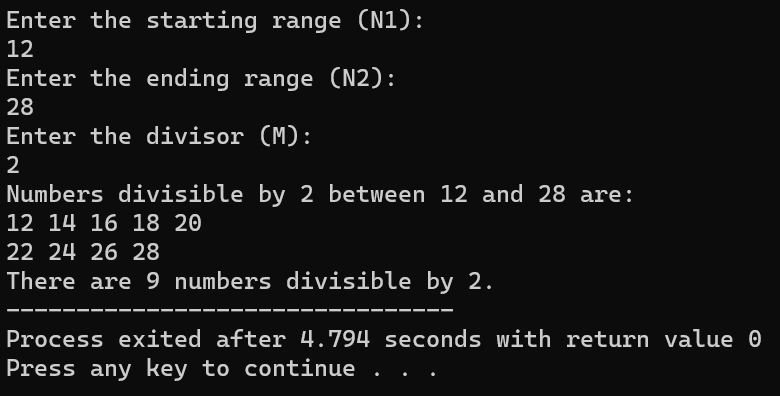 Enter the starting range (N1):
12
Enter the ending range (N2):
28
Enter the divisor (M):
2
Numbers divisible by 2 between 12 and 28 are:
12 14 16 18 20
22 24 26 28
There are 9 numbers divisible by 2.
--------------------------------
Process exited after 4.794 seconds with return value 0
Press any key to continue . . .